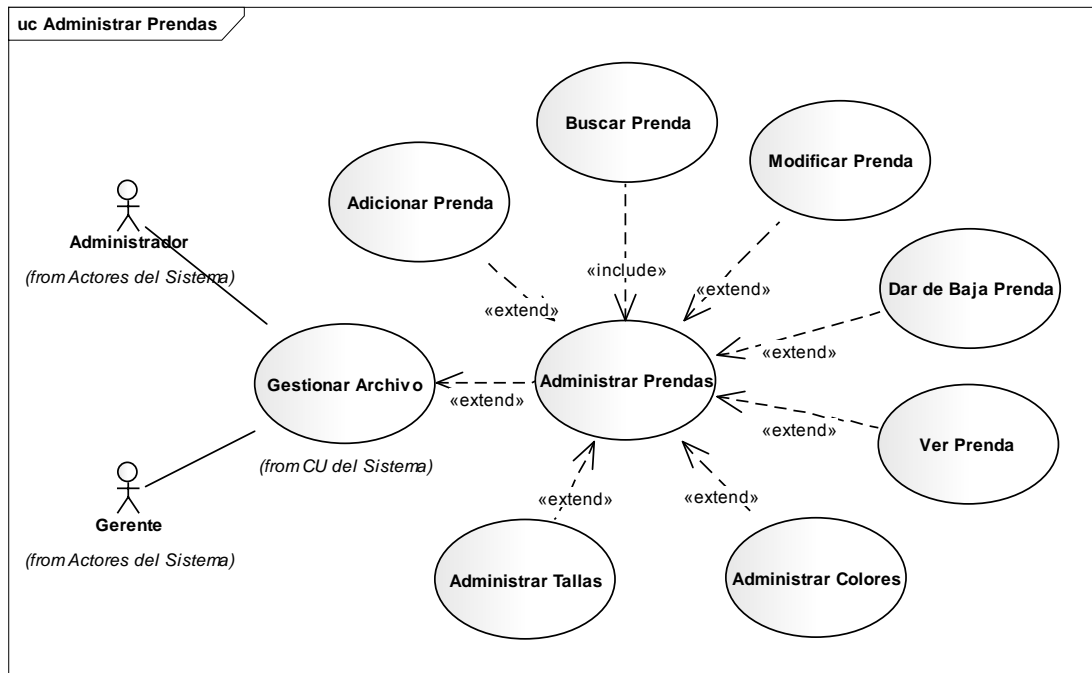 uc Administrar Prendas
Buscar Prenda
Modificar Prenda
Adicionar Prenda
Administrador
(from Actores del Sistema)
«include»
«extend»
Dar de Baja Prenda
«extend»
«extend»
Gestionar Archivo
«extend»
Administrar Prendas
«extend»
Ver Prenda
(from CU del Sistema)
Gerente
(from Actores del Sistema)
«extend»
«extend»
Administrar Tallas
Administrar Colores